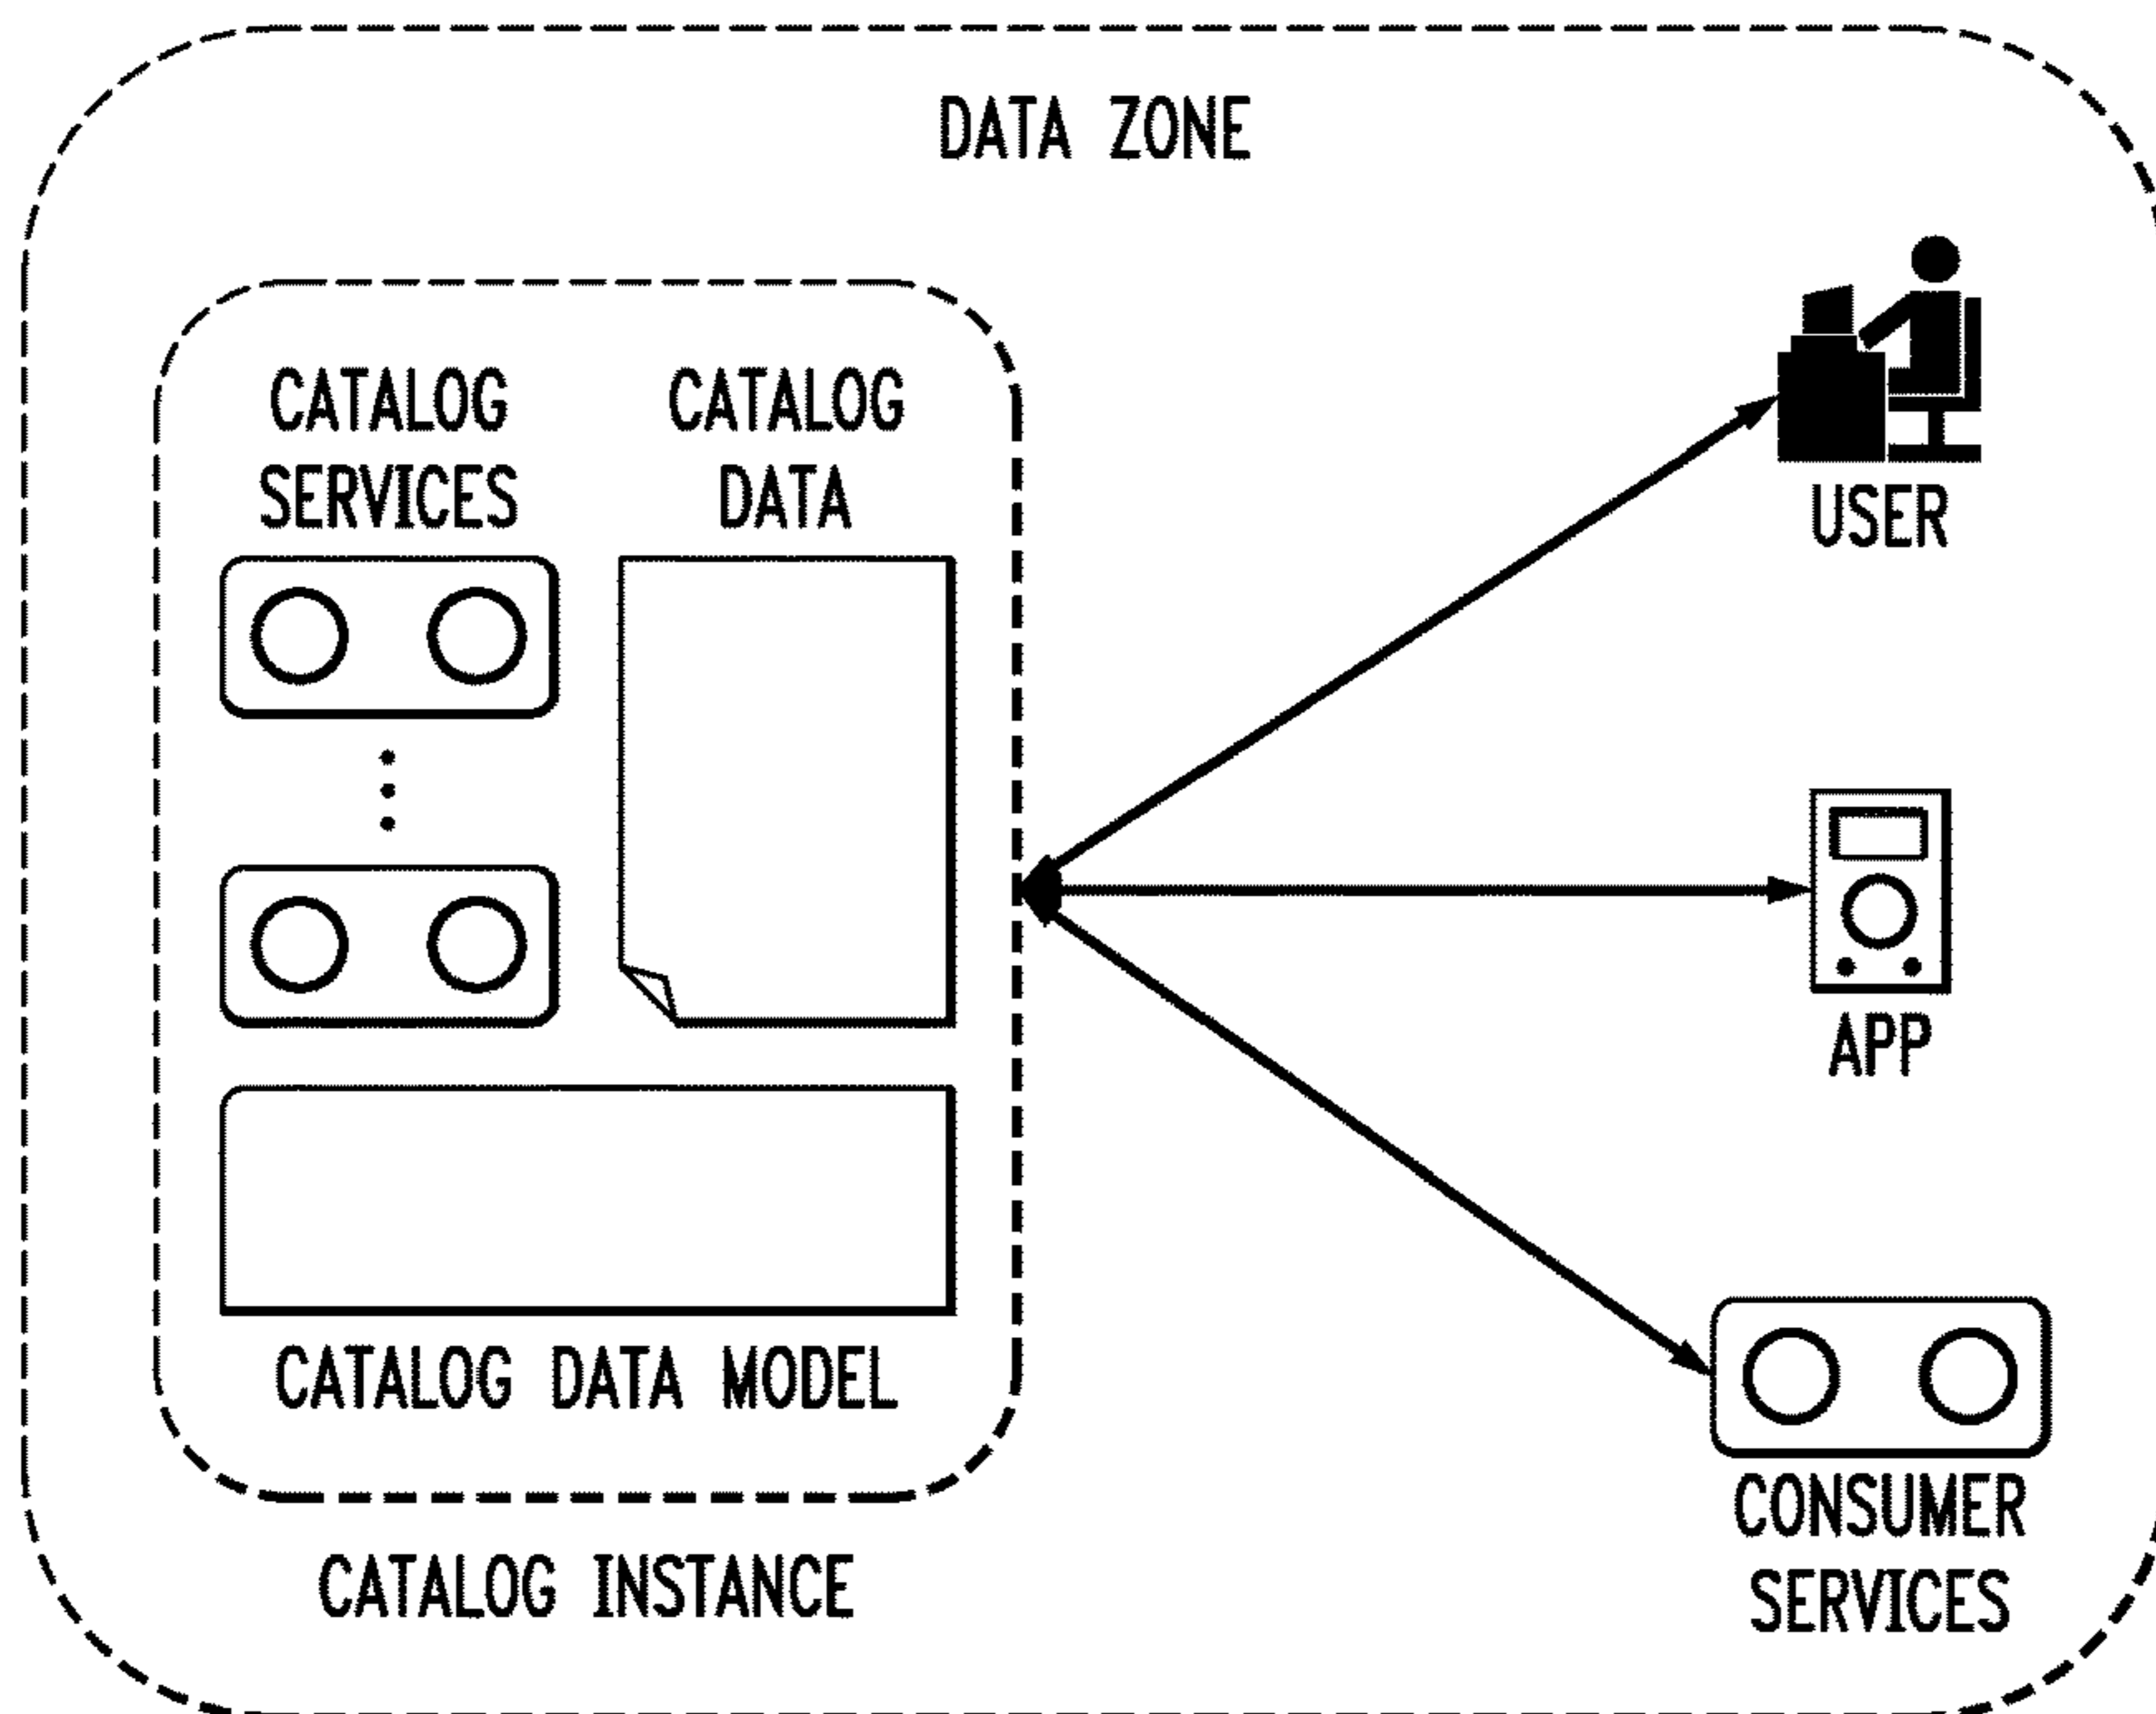 DATA ZONE
CATALOG
SERVICES
CATALOG
DATA
CATALOG DATA MODEL
CATALOG INSTANCE
USER
APP
CONSUMER
SERVICES